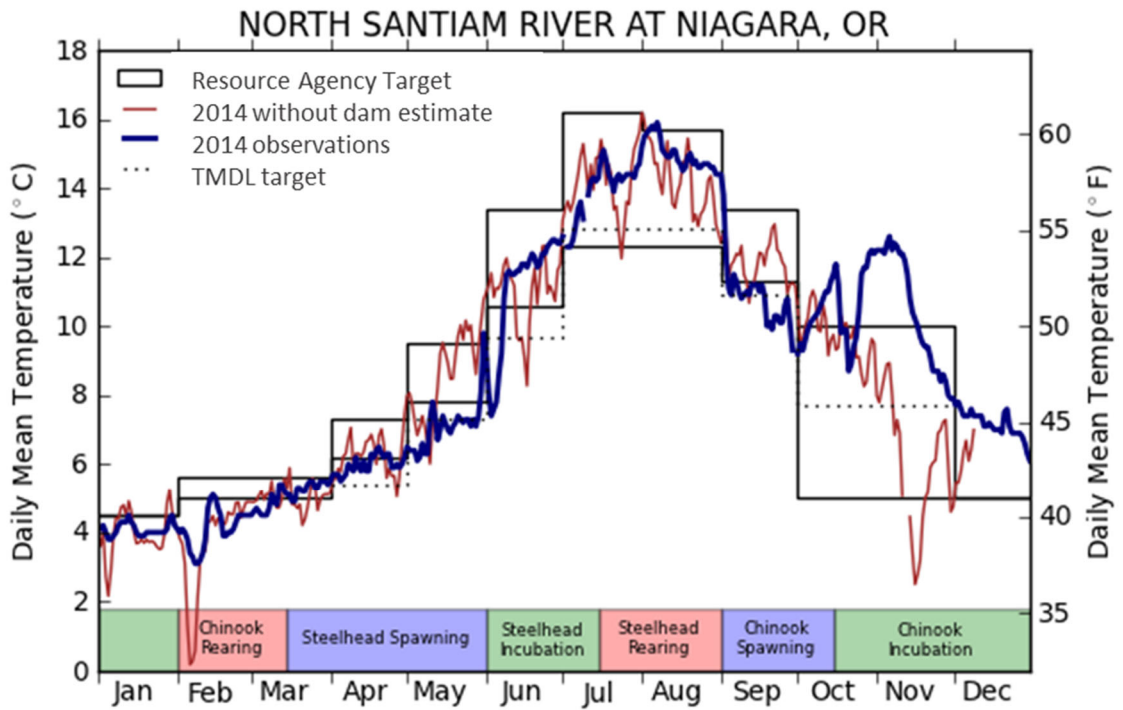 NORTH SANTIAM RIVER AT NIAGARA, OR
Resource Agency Target
2014 without dam estimate
2014 observations
TMDL target
Daily Mean Temperature (°C)
18
16
14
12
10
8
6
4
2
0
Daily Mean Temperature (°F)
60
55
50
45
40
35
Chinook
Rearing
Steelhead Spawning
Steelhead
Incubation
Steelhead
Rearing
Chinook
Spawning
Chinook
Incubation
Jan Feb Mar Apr May Jun Jul Aug Sep Oct Nov Dec